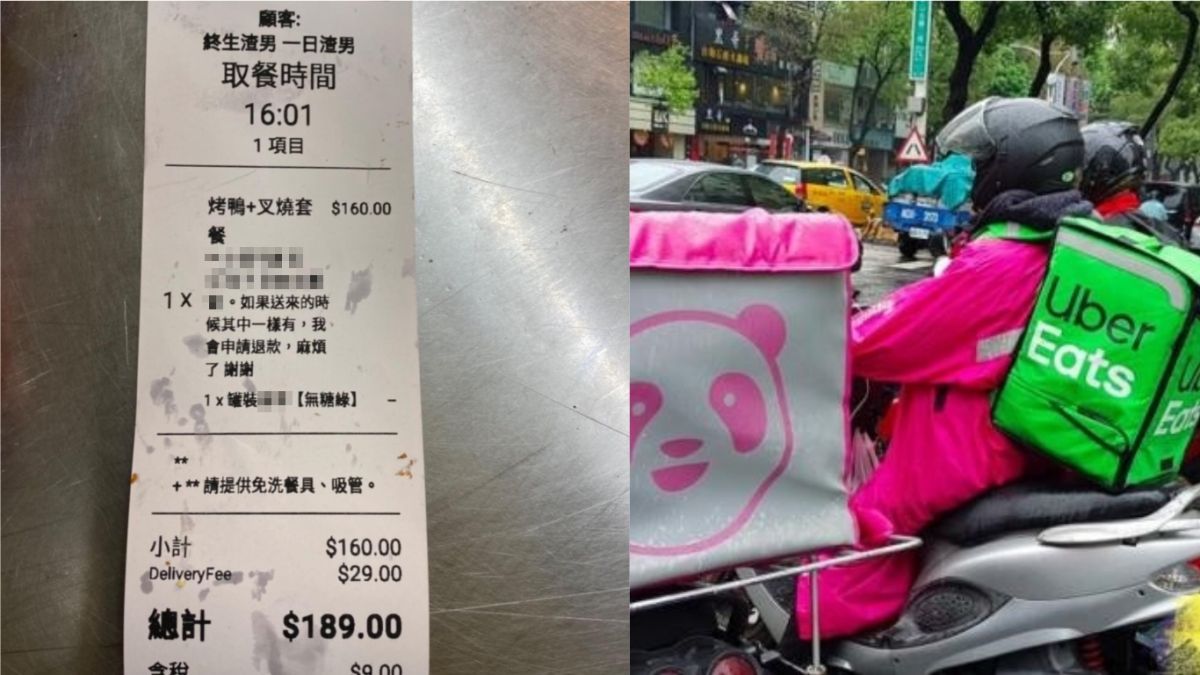 顧客:
終生渣男 一日渣男
取餐時間
16:01
1 項目
烤鴨+叉燒套 $160.00
餐
1 x
。如果送來的時
候其中一樣有，我
會申請退款，麻煩
了 謝謝
1 x 罐裝【無糖綠】 –
**
+ ** 請提供免洗餐具、吸管。
小計 $160.00
DeliveryFee $29.00
總計 $189.00
含稅 $9.00
Uber
Eats